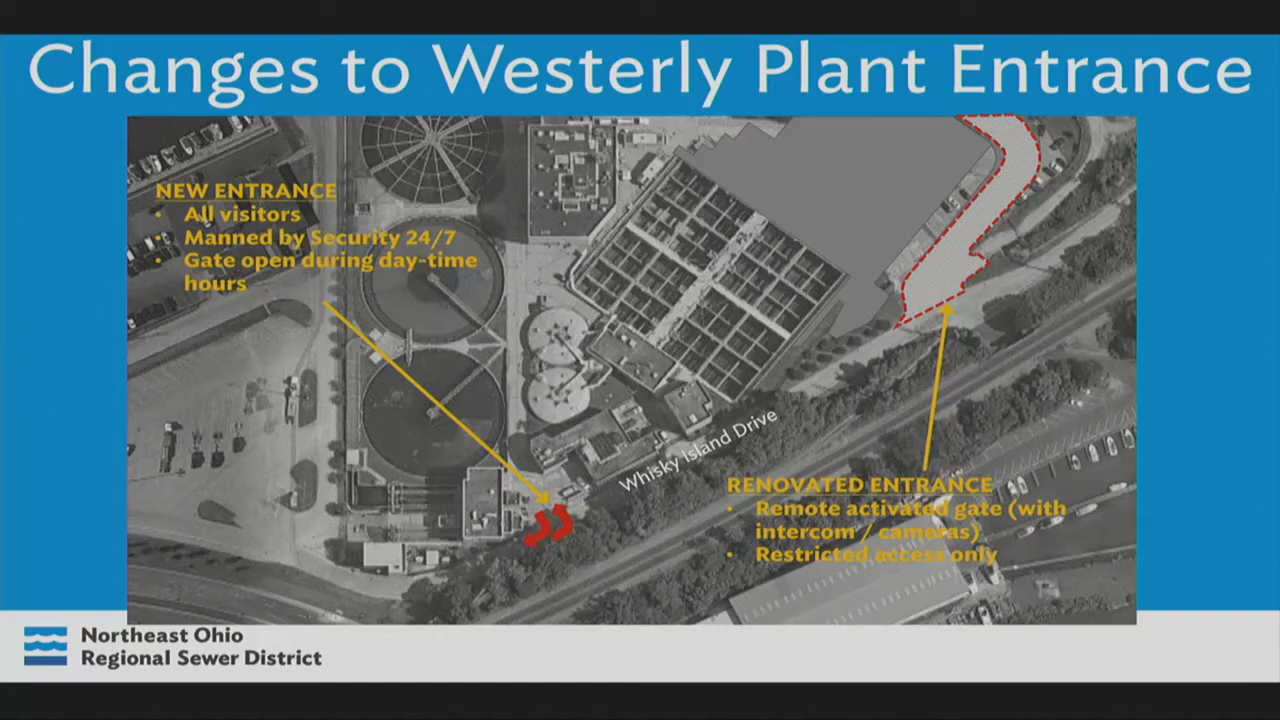 Changes to Westerly Plant Entrance
NEW ENTRANCE
• All visitors
• Manned by Security 24/7
• Gate open during day-time
hours
Whisky Island Drive
RENOVATED ENTRANCE
• Remote activated gate (with
intercom / cameras)
• Restricted access only
Northeast Ohio
Regional Sewer District